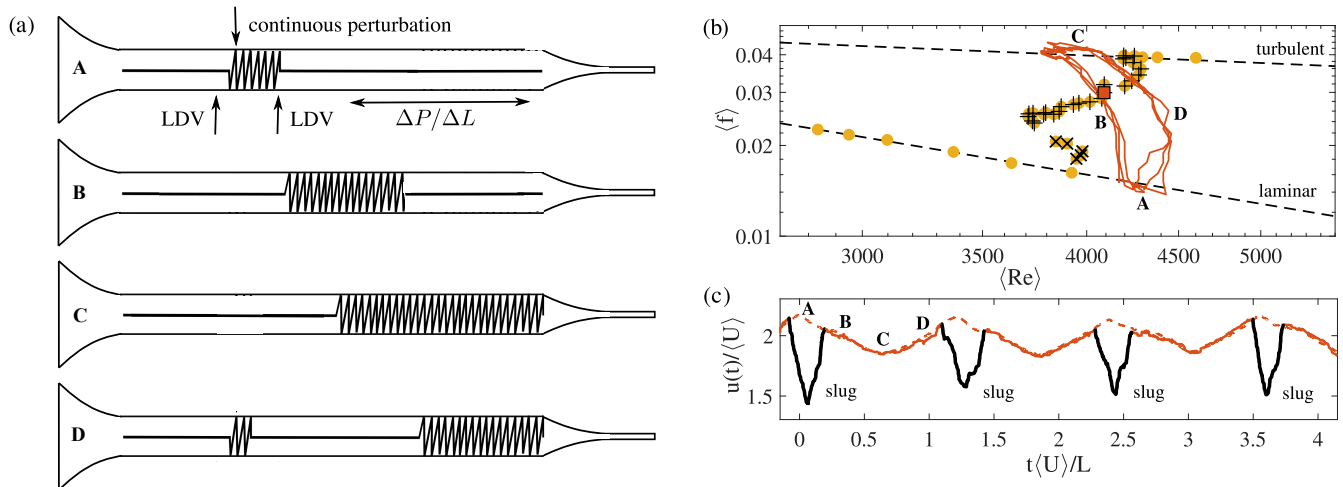 (a)
continuous perturbation
A
LDV
LDV
ΔP/ΔL
B
C
D
(b)
⟨f⟩
0.04
0.03
0.02
0.01
C
turbulent
B
D
A
laminar
3000
3500
4000
4500
5000
⟨Re⟩
(c)
u(t)/⟨U⟩
2
1.5
A
B
C
D
slug
slug
slug
slug
0
0.5
1
1.5
2
2.5
3
3.5
4
t⟨U⟩/L